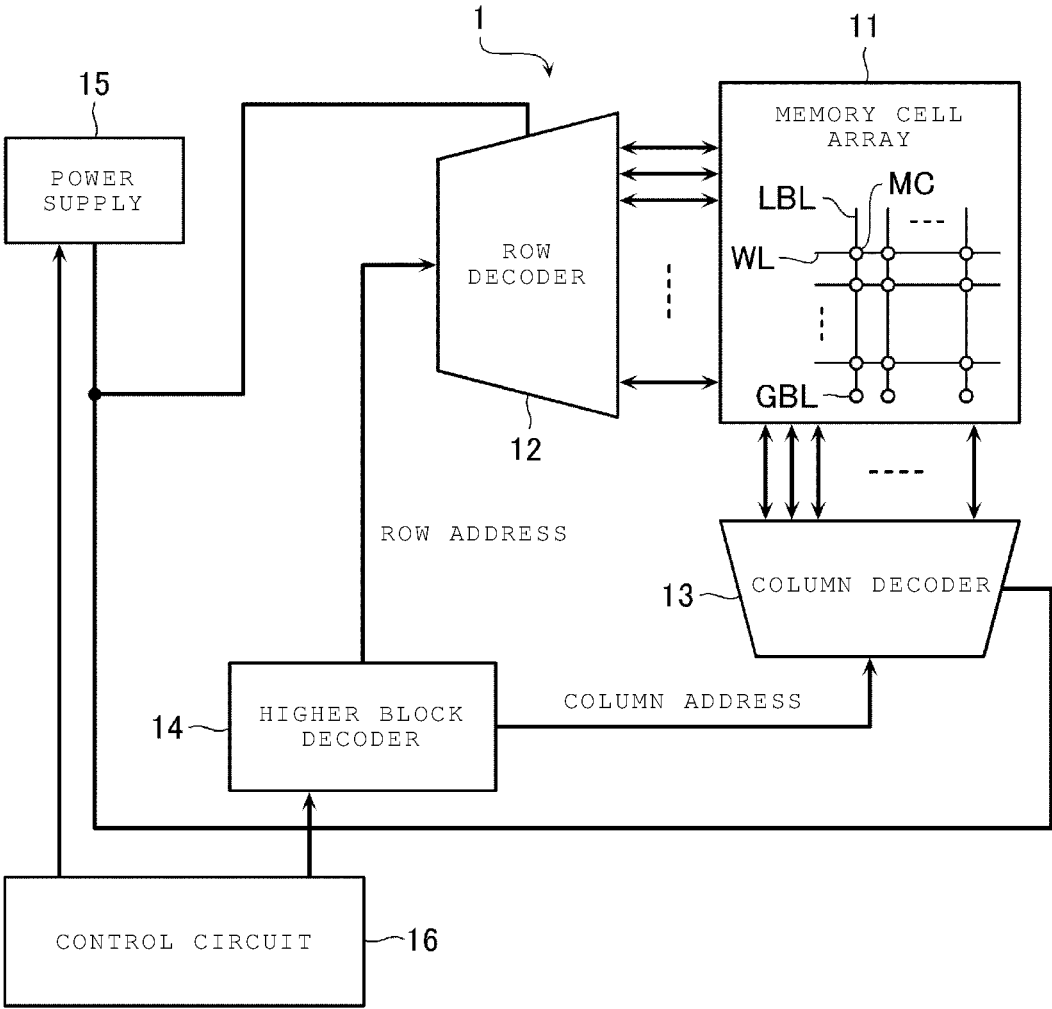 1
11
15
MEMORY CELL
ARRAY
POWER
SUPPLY
LBL
MC
WL
ROW
DECODER
GBL
12
ROW ADDRESS
13
COLUMN DECODER
COLUMN ADDRESS
14
HIGHER BLOCK
DECODER
CONTROL CIRCUIT
16